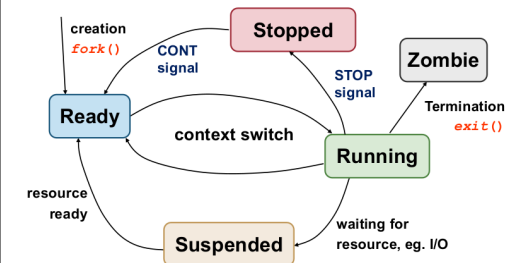 creation
fork()
CONT
signal
Stopped
STOP
signal
Zombie
Termination
exit()
Ready
context switch
Running
resource
ready
Suspended
waiting for
resource, eg. I/O